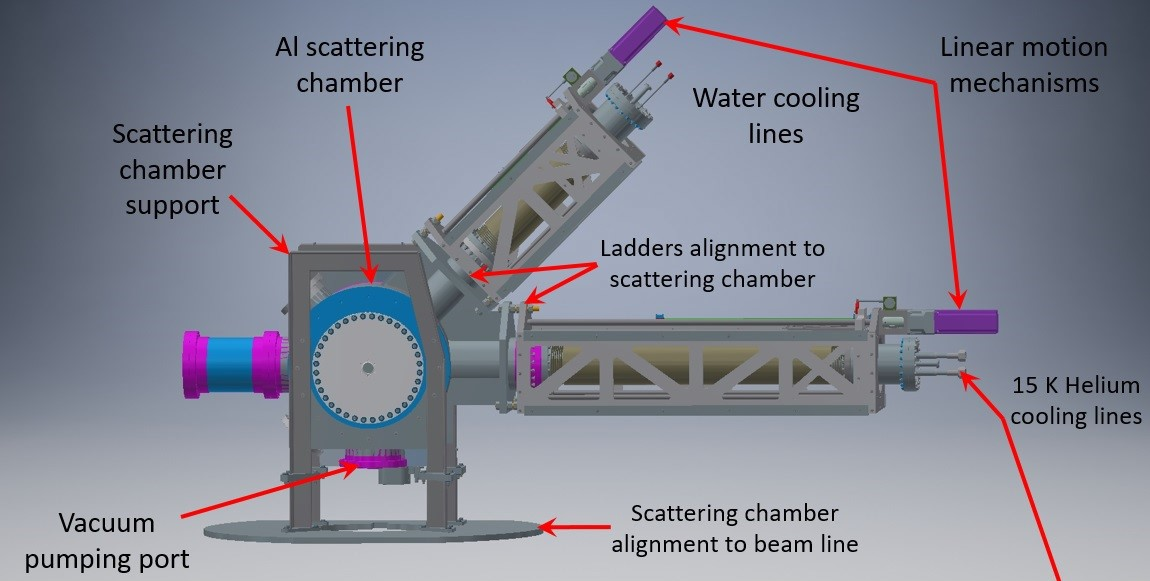 Al scattering
chamber
Linear motion
mechanisms
Water cooling
lines
Scattering
chamber
support
Ladders alignment to
scattering chamber
15 K Helium
cooling lines
Vacuum
pumping port
Scattering chamber
alignment to beam line